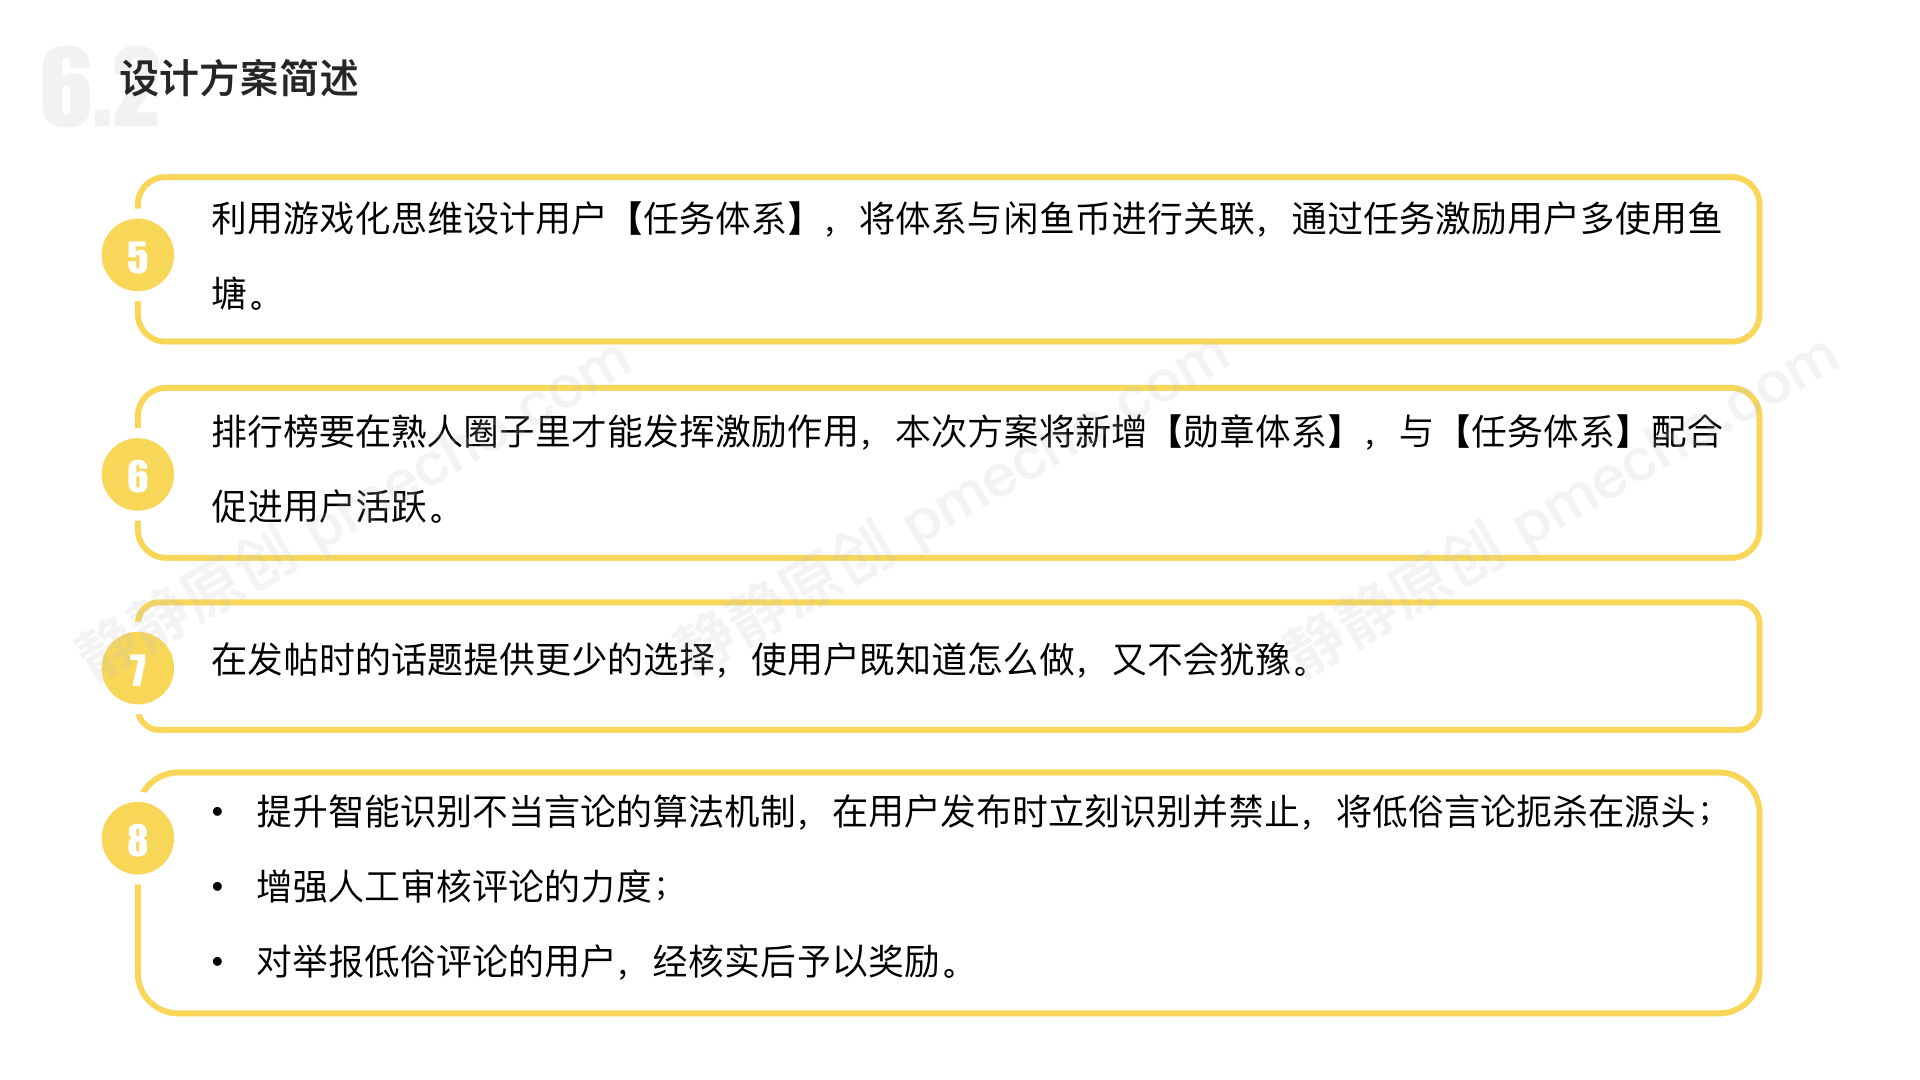 6.2
设计方案简述
5
利用游戏化思维设计用户【任务体系】，将体系与闲鱼币进行关联，通过任务激励用户多使用鱼
塘。
6
排行榜要在熟人圈子里才能发挥激励作用，本次方案将新增【勋章体系】，与【任务体系】配合
促进用户活跃。
7
在发帖时的话题提供更少的选择，使用户既知道怎么做，又不会犹豫。
8
• 提升智能识别不当言论的算法机制，在用户发布时立刻识别并禁止，将低俗言论扼杀在源头；
• 增强人工审核评论的力度；
• 对举报低俗评论的用户，经核实后予以奖励。
静静原创 pmecho.com
静静原创 pmecho.com
静静原创 pmecho.com